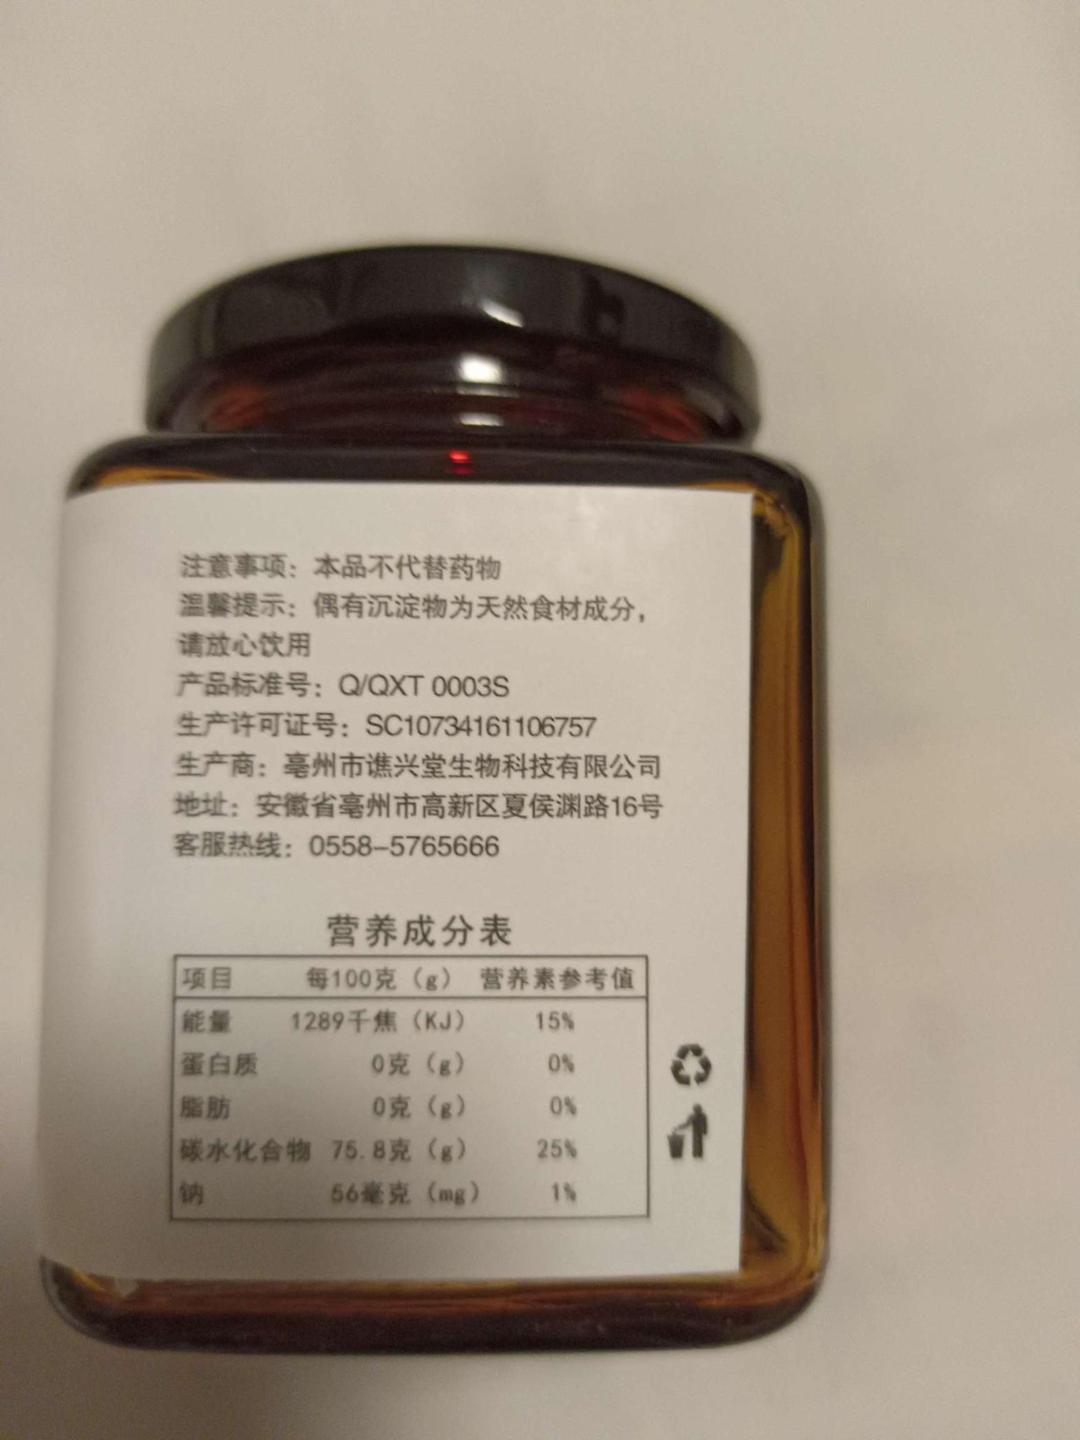 注意事项：本品不代替药物
温馨提示：偶有沉淀物为天然食材成分，
请放心饮用
产品标准号：Q/QXT 0003S
生产许可证号：SC10734161106757
生产商：亳州市谯兴堂生物科技有限公司
地址：安徽省亳州市高新区夏侯渊路16号
客服热线：0558-5765666
营养成分表
项目 每100克（g） 营养素参考值
能量 1289千焦（KJ） 15%
蛋白质 0克（g） 0%
脂肪 0克（g） 0%
碳水化合物 75.8克（g） 25%
钠 56毫克（mg） 1%